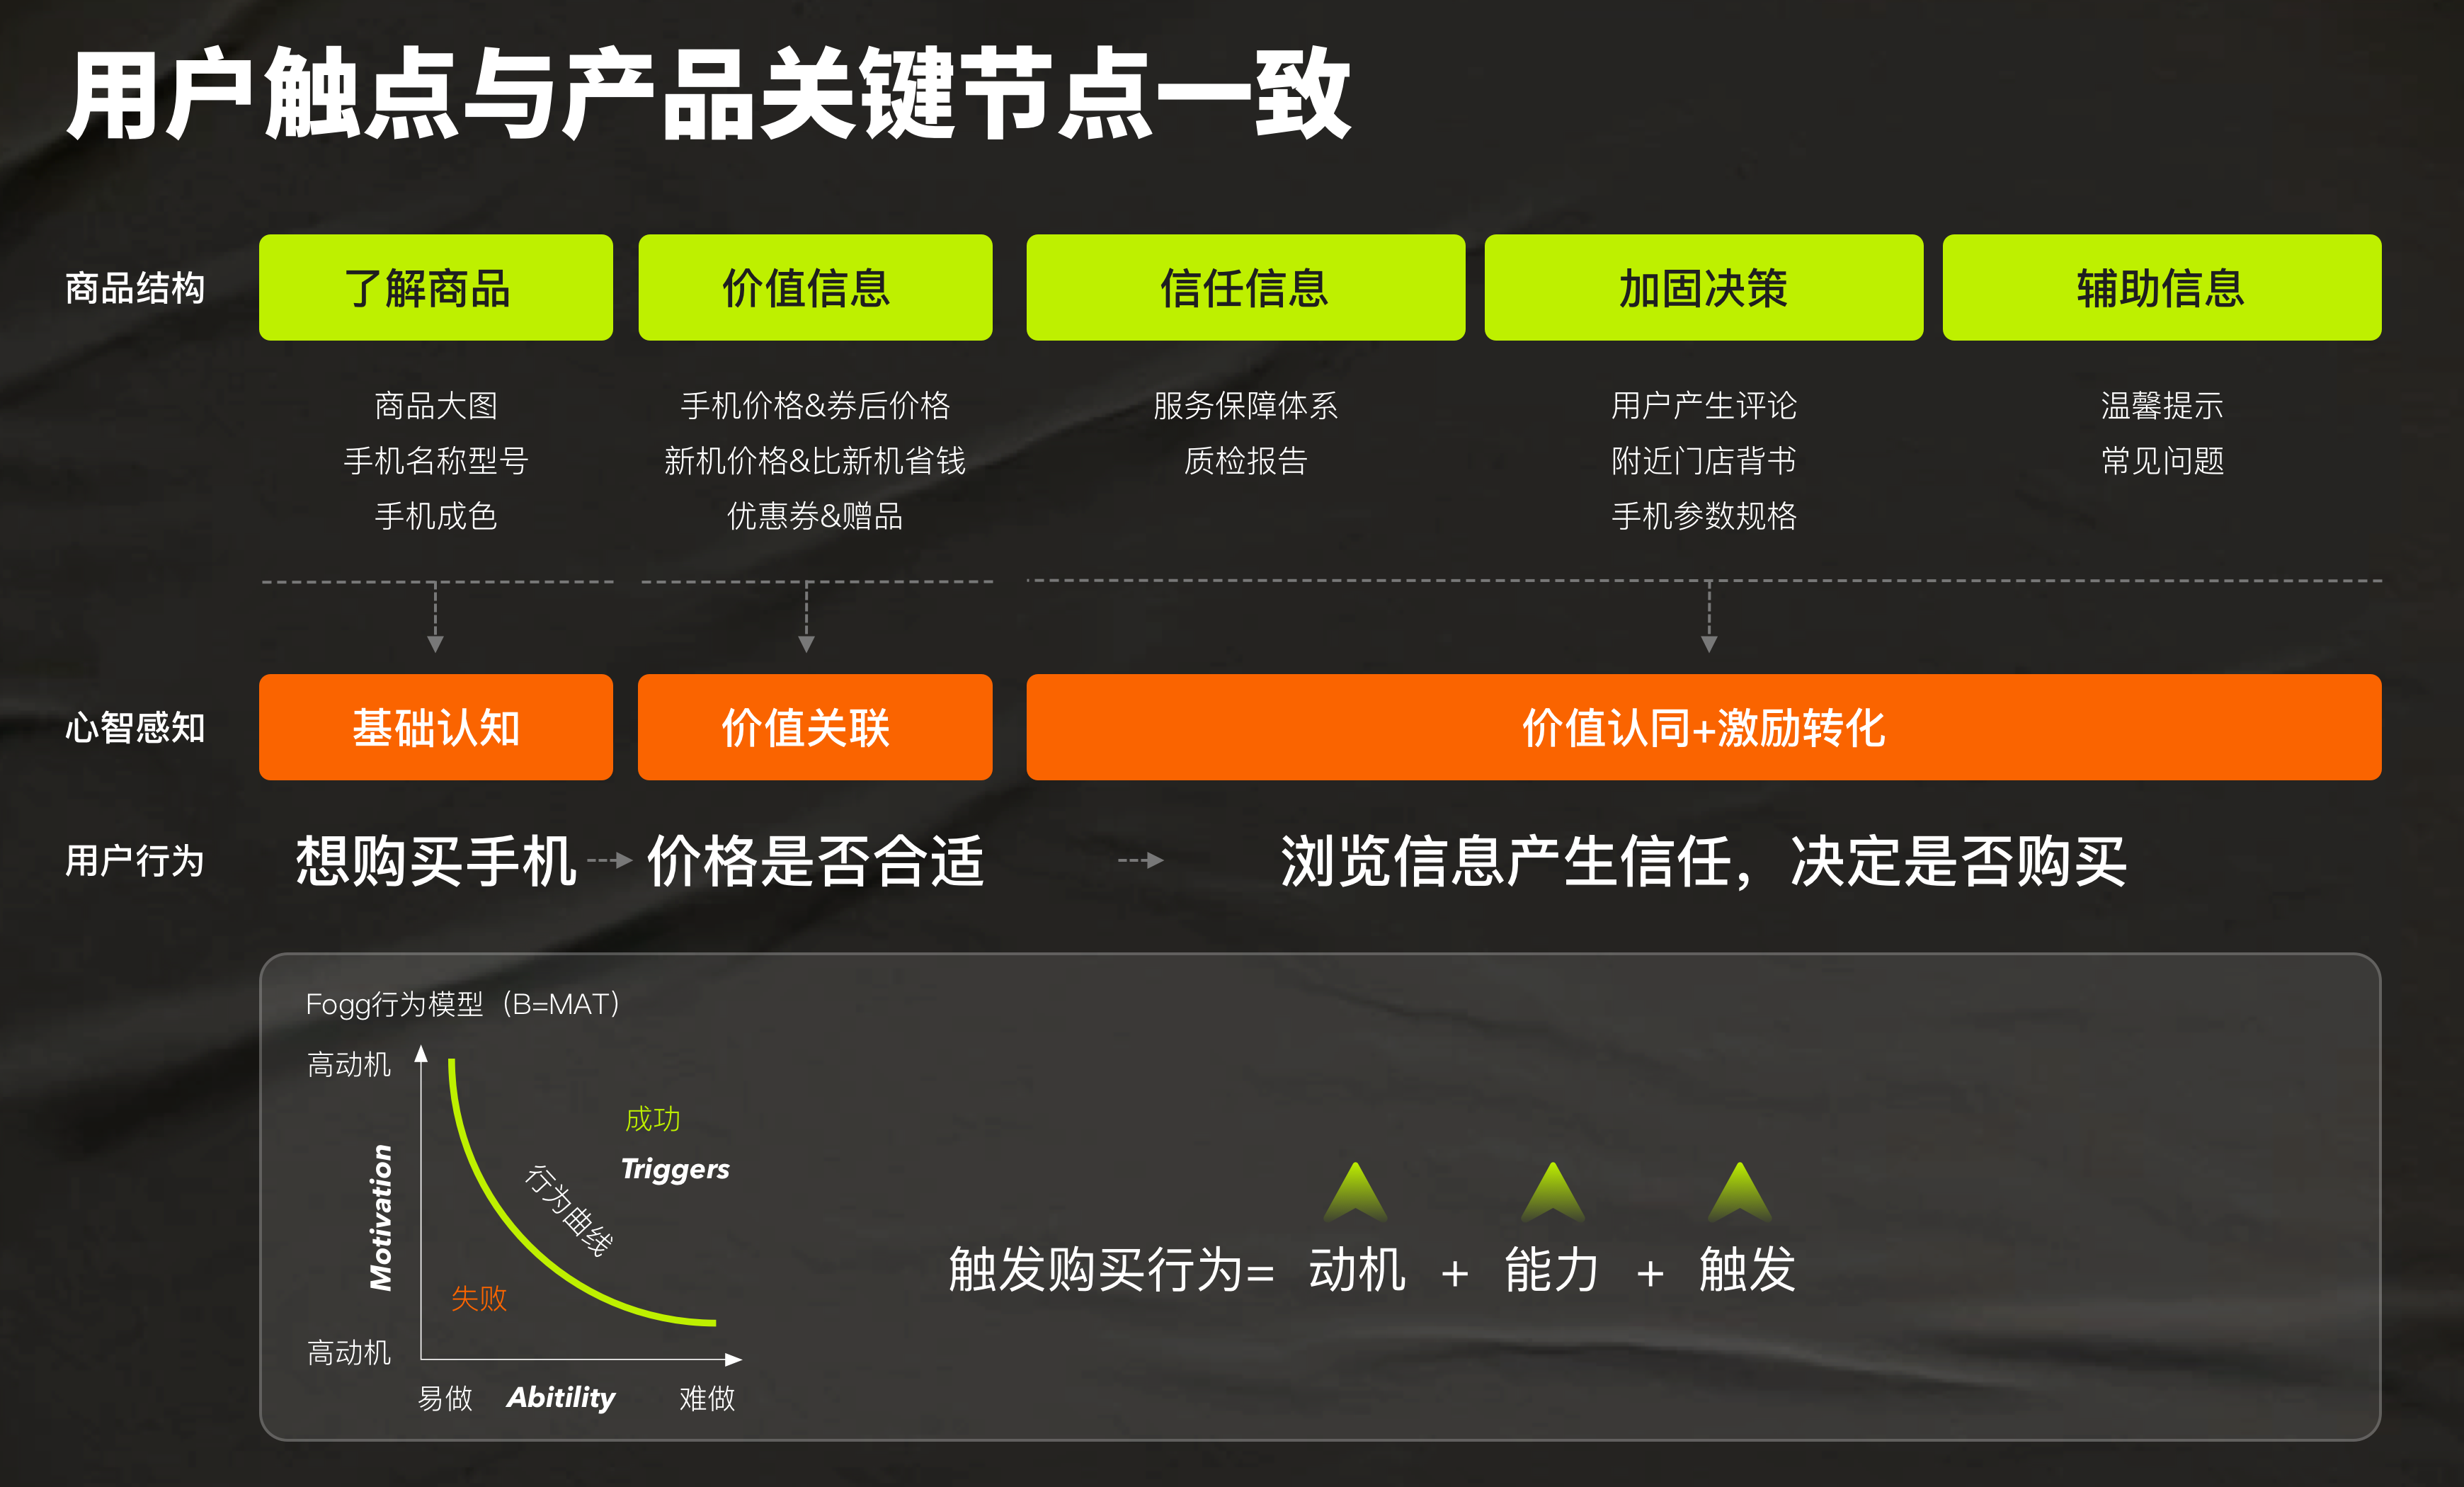 用户触点与产品关键节点一致
商品结构
了解商品
价值信息
信任信息
加固决策
辅助信息
商品大图
手机名称型号
手机成色
手机价格&券后价格
新机价格&比新机省钱
优惠券&赠品
服务保障体系
质检报告
用户产生评论
附近门店背书
手机参数规格
温馨提示
常见问题
心智感知
基础认知
价值关联
价值认同+激励转化
用户行为
想购买手机
价格是否合适
浏览信息产生信任，决定是否购买
Fogg行为模型（B=MAT）
高动机
Motivation
高动机
成功
Triggers
行为曲线
失败
易做
Abitility
难做
触发购买行为= 动机 + 能力 + 触发